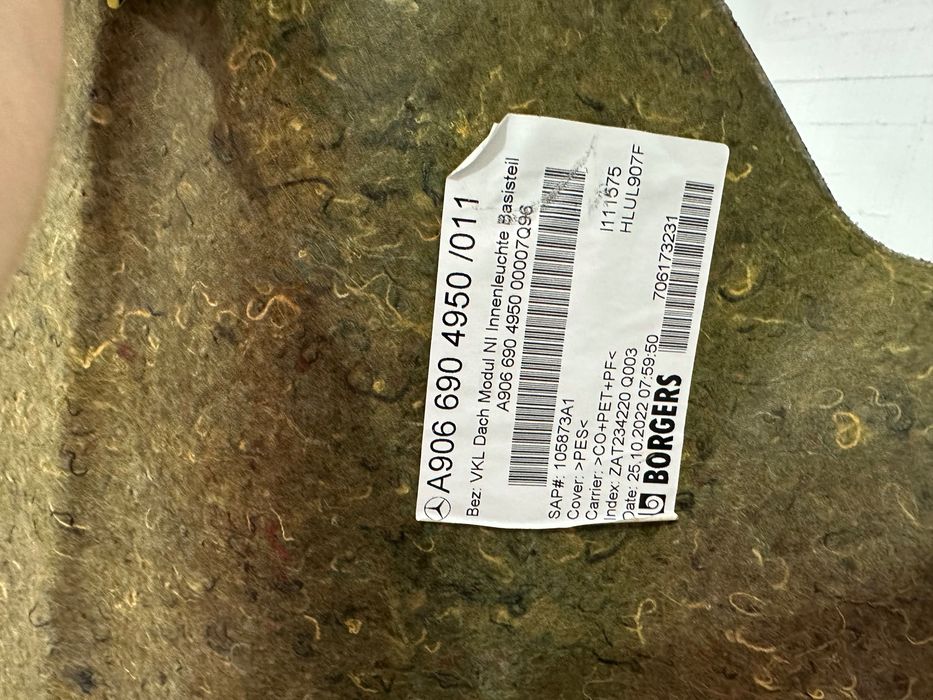 A906 690 4950 /011
Bez: VKL Dach Modul NI Innenleuchte Basisteil
A906 690 4950 00007Q96
SAP#: 105873A1
Cover: >PES<
Carrier: >CO+PET+PF<
Index: ZAT234220 Q003
Date: 25.10.2022 07:59:50
I111575
HLUL907F
706173231
BORGERS